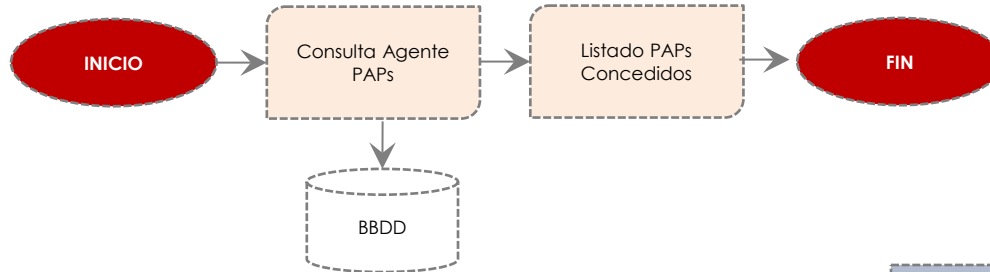 INICIO
Consulta Agente
PAPs
Listado PAPs
Concedidos
FIN
BBDD